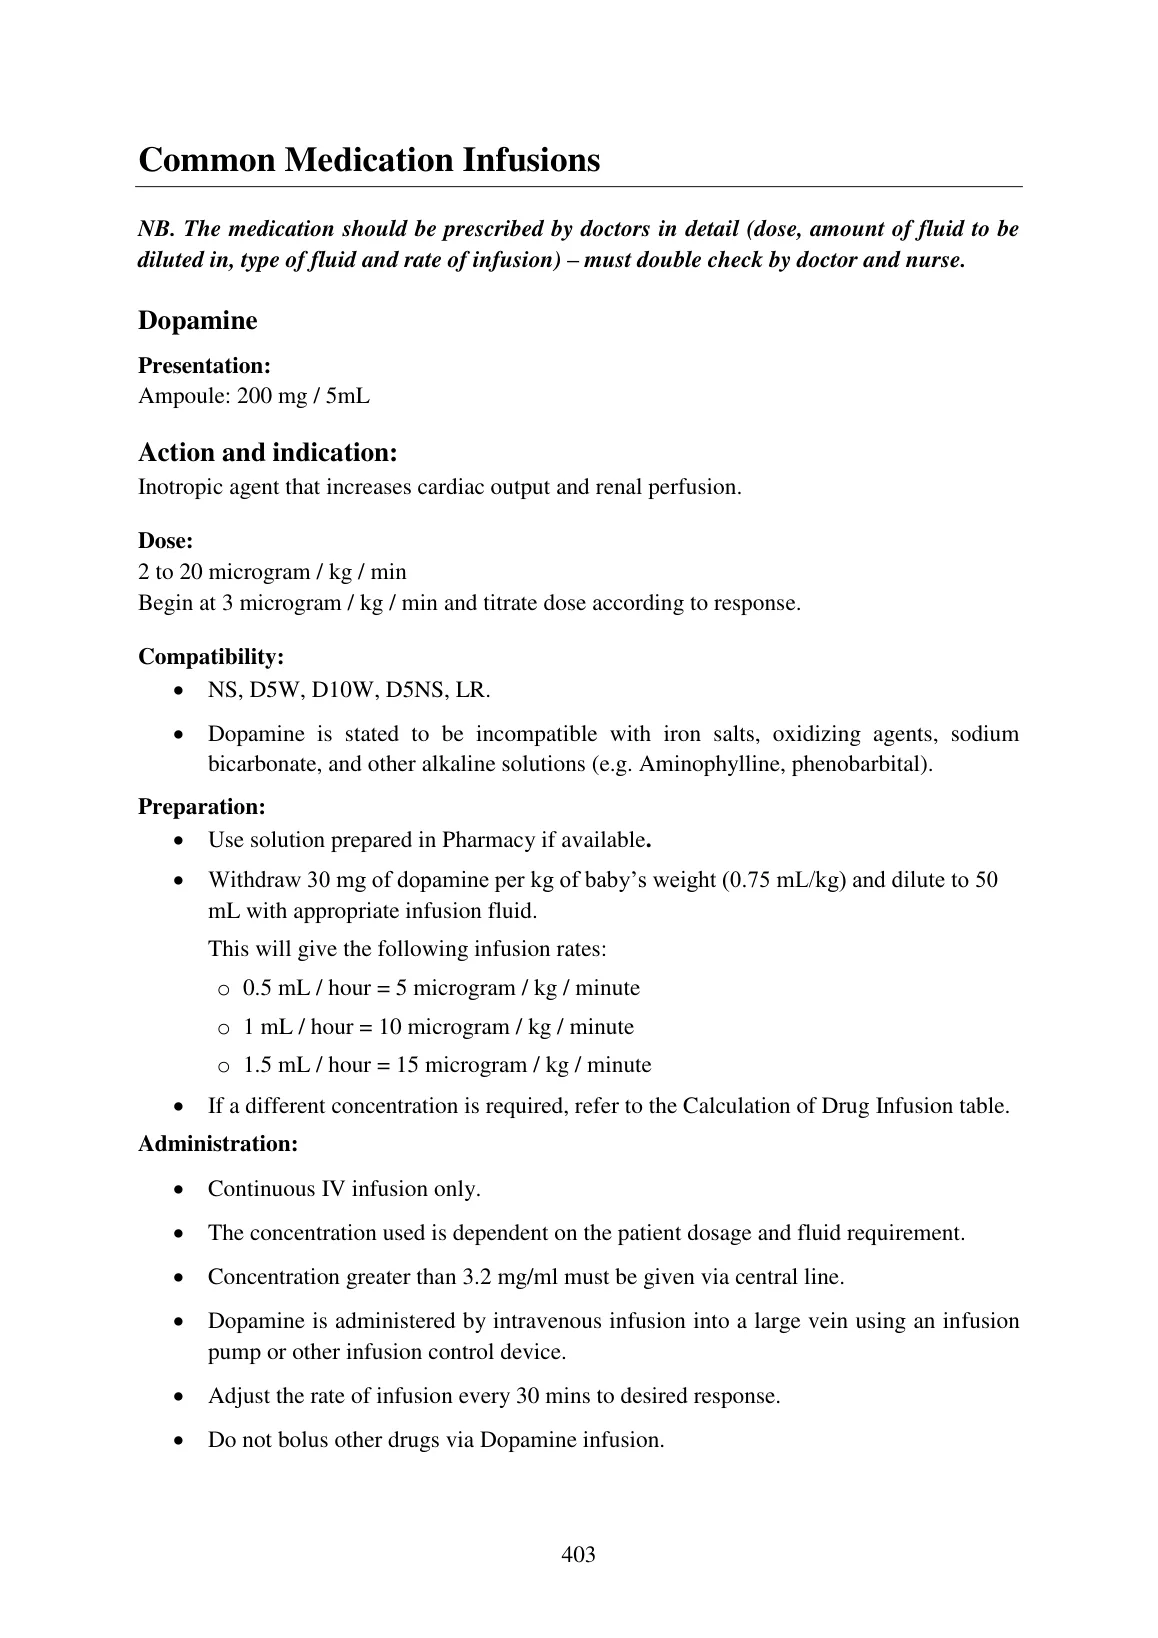 Common Medication Infusions
NB. The medication should be prescribed by doctors in detail (dose, amount of fluid to be
diluted in, type of fluid and rate of infusion) – must double check by doctor and nurse.
Dopamine
Presentation:
Ampoule: 200 mg / 5mL
Action and indication:
Inotropic agent that increases cardiac output and renal perfusion.
Dose:
2 to 20 microgram / kg / min
Begin at 3 microgram / kg / min and titrate dose according to response.
Compatibility:
• NS, D5W, D10W, D5NS, LR.
• Dopamine is stated to be incompatible with iron salts, oxidizing agents, sodium
bicarbonate, and other alkaline solutions (e.g. Aminophylline, phenobarbital).
Preparation:
• Use solution prepared in Pharmacy if available.
• Withdraw 30 mg of dopamine per kg of baby’s weight (0.75 mL/kg) and dilute to 50
mL with appropriate infusion fluid.
This will give the following infusion rates:
o 0.5 mL / hour = 5 microgram / kg / minute
o 1 mL / hour = 10 microgram / kg / minute
o 1.5 mL / hour = 15 microgram / kg / minute
• If a different concentration is required, refer to the Calculation of Drug Infusion table.
Administration:
• Continuous IV infusion only.
• The concentration used is dependent on the patient dosage and fluid requirement.
• Concentration greater than 3.2 mg/ml must be given via central line.
• Dopamine is administered by intravenous infusion into a large vein using an infusion
pump or other infusion control device.
• Adjust the rate of infusion every 30 mins to desired response.
• Do not bolus other drugs via Dopamine infusion.
403